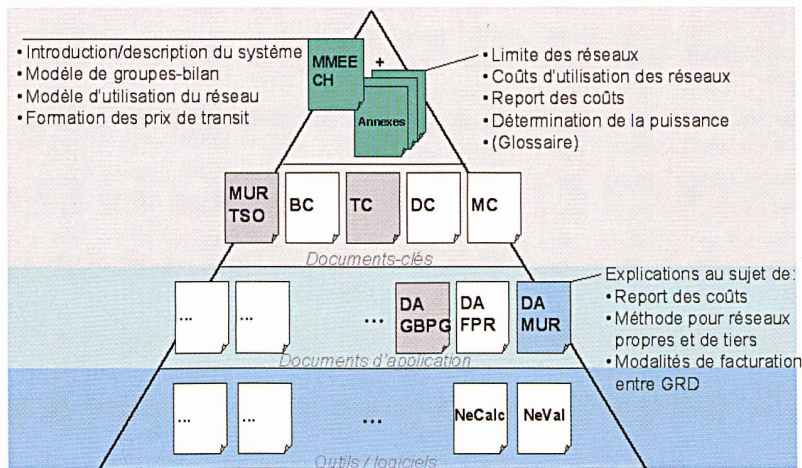 • Introduction/description du système
• Modèle de groupes-bilan
• Modèle d'utilisation du réseau
• Formation des prix de transit
MMEE
CH
+
Annexes
• Limite des réseaux
• Coûts d'utilisation des réseaux
• Report des coûts
• Détermination de la puissance
• (Glossaire)
MUR
TSO
BC
TC
DC
MC
Documents-clés
...
...
...
DA
GBPG
DA
FPR
DA
MUR
Documents d'application
Explications au sujet de:
• Report des coûts
• Méthode pour réseaux
propres et de tiers
• Modalités de facturation
entre GRD
...
...
...
NeCalc
NeVal
Outils / logiciels